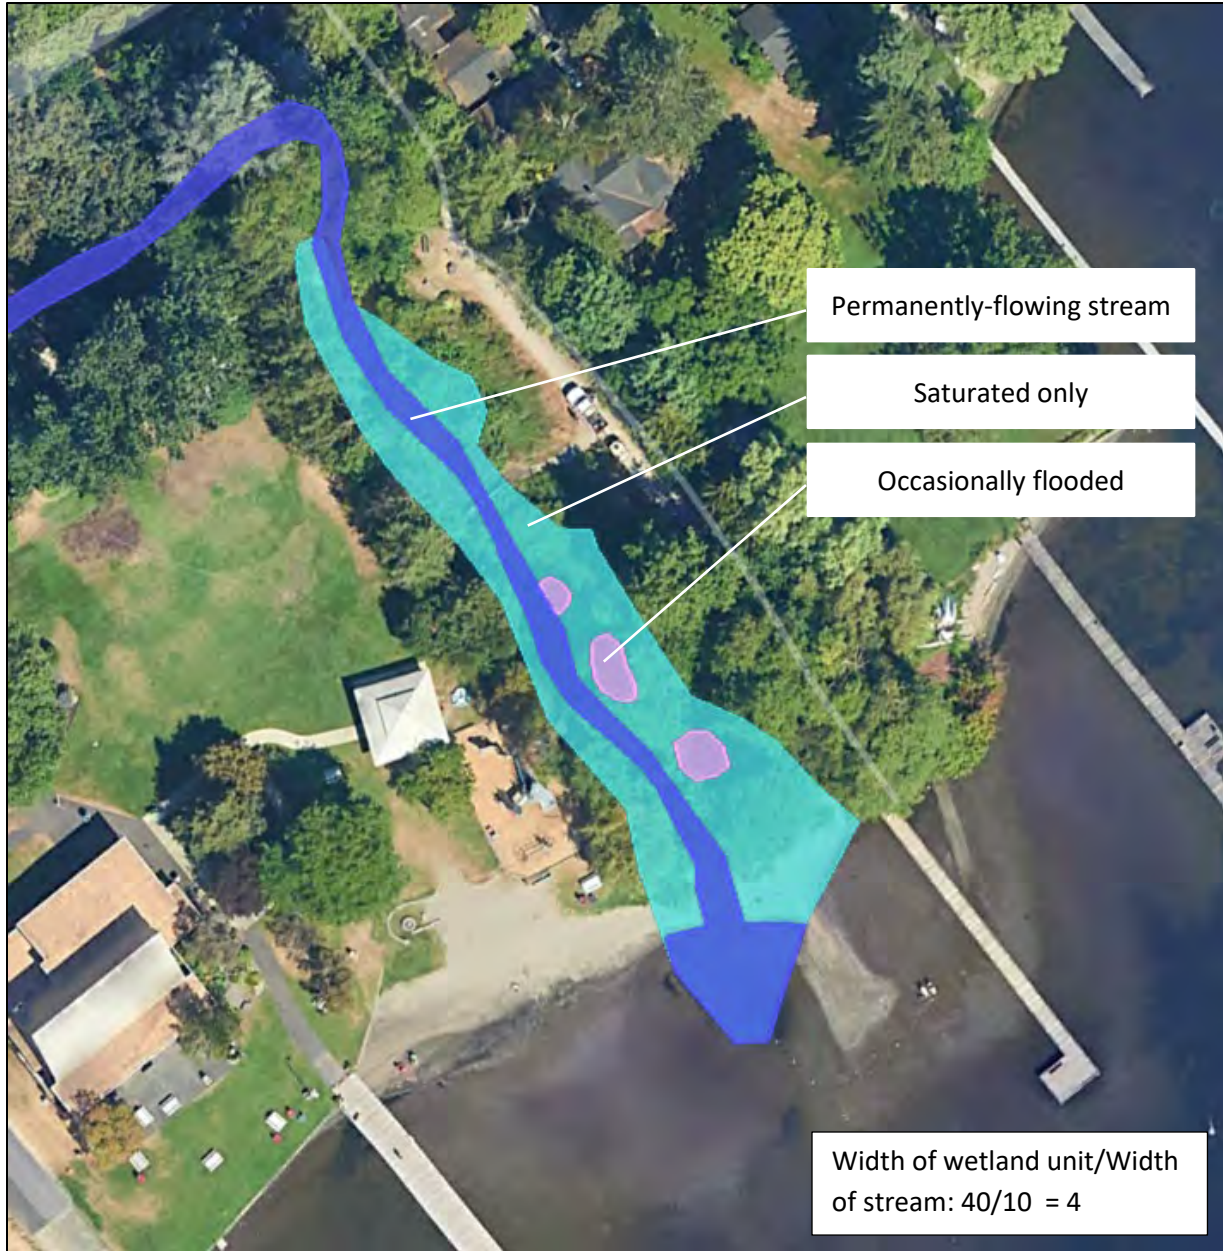 Permanently-flowing stream
Saturated only
Occasionally flooded
Width of wetland unit/Width
of stream: 40/10  = 4